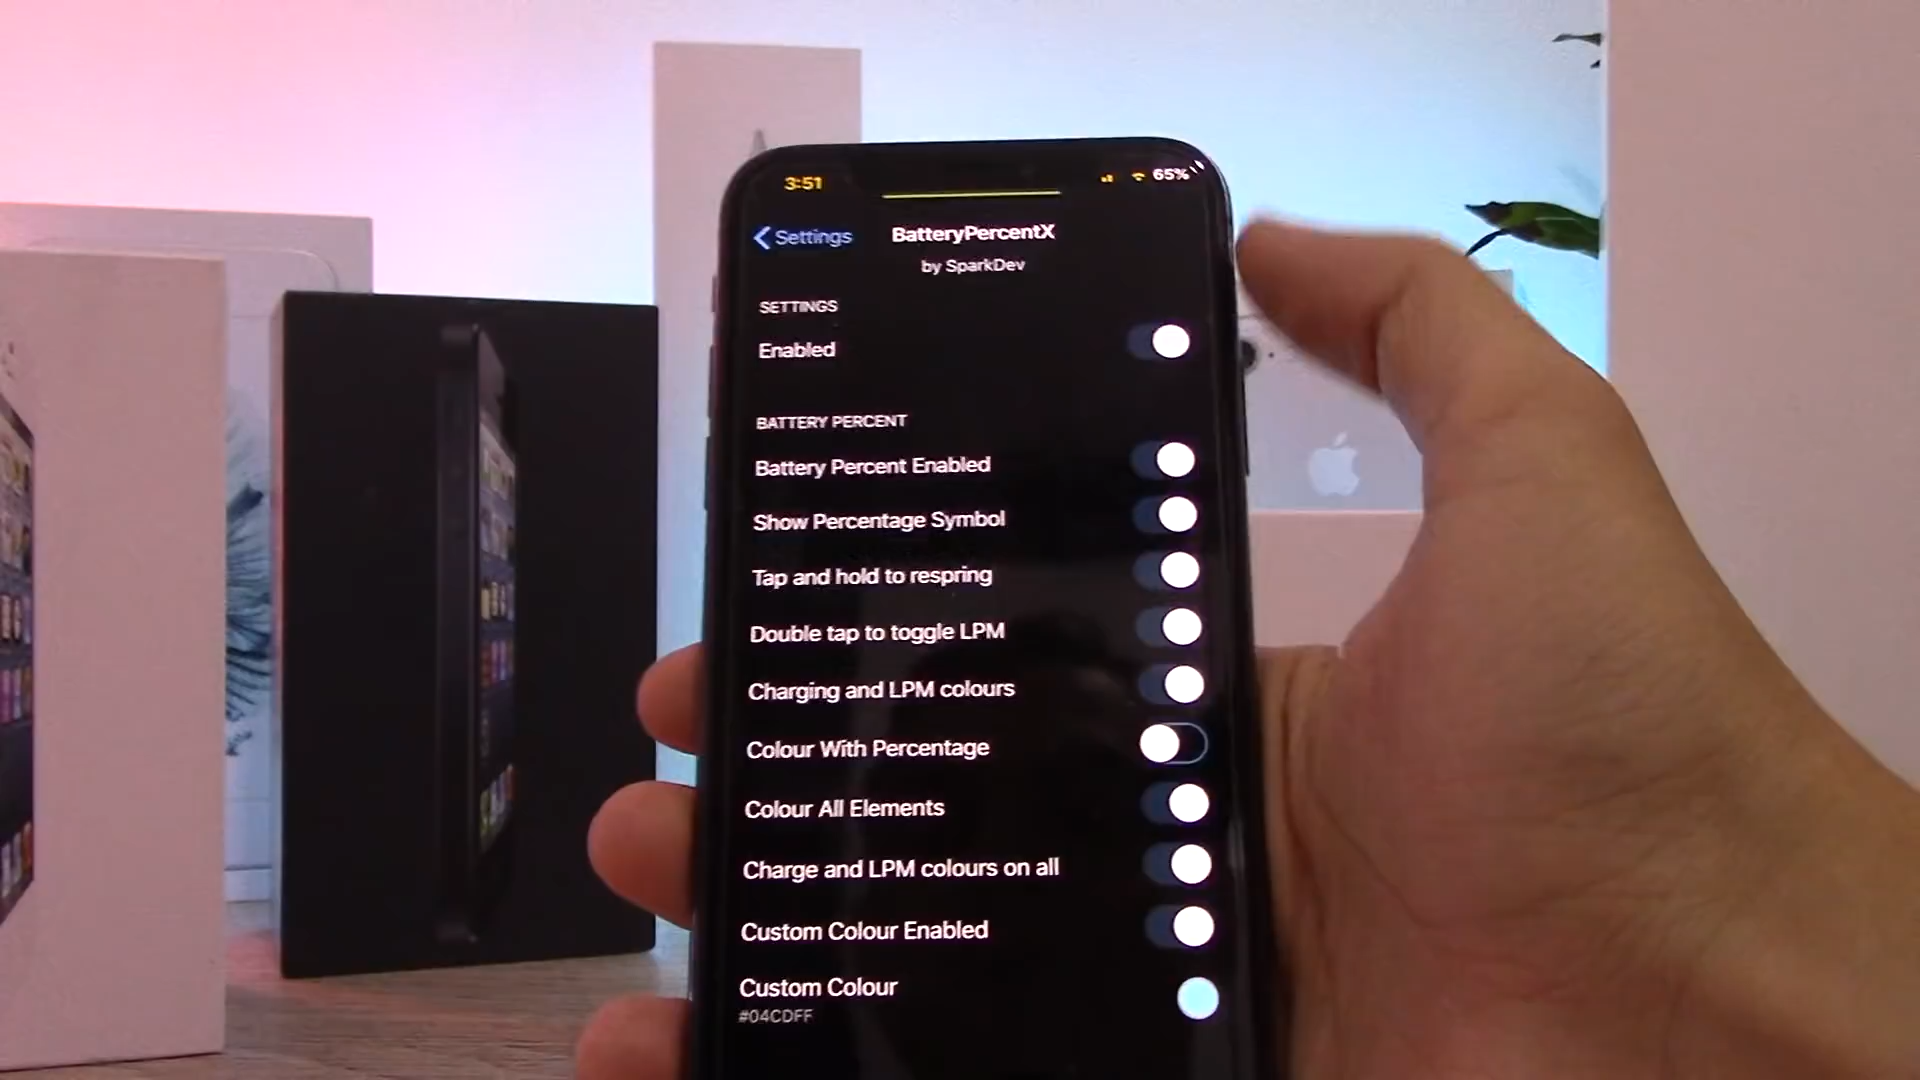 3:51
65%
Settings
BatteryPercentX
by SparkDev
SETTINGS
Enabled
BATTERY PERCENT
Battery Percent Enabled
Show Percentage Symbol
Tap and hold to respring
Double tap to toggle LPM
Charging and LPM colours
Colour With Percentage
Colour All Elements
Charge and LPM colours on all
Custom Colour Enabled
Custom Colour
#04CDFF